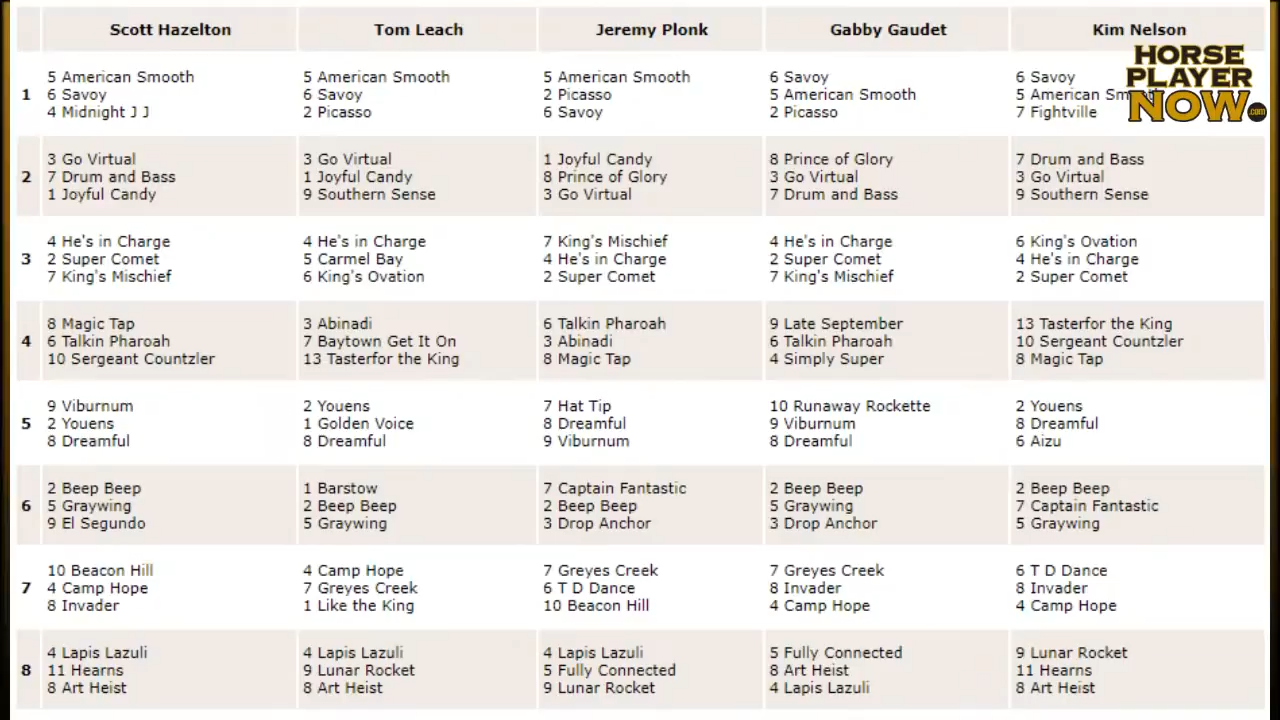 Scott Hazelton Tom Leach Jeremy Plonk Gabby Gaudet Kim Nelson
HORSE
PLAYER
NOW.com
1
5 American Smooth
6 Savoy
4 Midnight J J
5 American Smooth
6 Savoy
2 Picasso
5 American Smooth
2 Picasso
6 Savoy
6 Savoy
5 American Smooth
2 Picasso
6 Savoy
5 American
7 Fightville
2
3 Go Virtual
7 Drum and Bass
1 Joyful Candy
3 Go Virtual
1 Joyful Candy
9 Southern Sense
1 Joyful Candy
8 Prince of Glory
3 Go Virtual
8 Prince of Glory
3 Go Virtual
7 Drum and Bass
7 Drum and Bass
3 Go Virtual
9 Southern Sense
3
4 He's in Charge
2 Super Comet
7 King's Mischief
4 He's in Charge
5 Carmel Bay
6 King's Ovation
7 King's Mischief
4 He's in Charge
2 Super Comet
4 He's in Charge
2 Super Comet
7 King's Mischief
6 King's Ovation
4 He's in Charge
2 Super Comet
4
8 Magic Tap
6 Talkin Pharoah
10 Sergeant Countzler
3 Abinadi
7 Baytown Get It On
13 Tasterfor the King
6 Talkin Pharoah
3 Abinadi
8 Magic Tap
9 Late September
6 Talkin Pharoah
4 Simply Super
13 Tasterfor the King
10 Sergeant Countzler
8 Magic Tap
5
9 Viburnum
2 Youens
8 Dreamful
2 Youens
1 Golden Voice
8 Dreamful
7 Hat Tip
8 Dreamful
9 Viburnum
10 Runaway Rockette
9 Viburnum
8 Dreamful
2 Youens
8 Dreamful
6 Aizu
6
2 Beep Beep
5 Graywing
9 El Segundo
1 Barstow
2 Beep Beep
5 Graywing
7 Captain Fantastic
2 Beep Beep
3 Drop Anchor
2 Beep Beep
5 Graywing
3 Drop Anchor
2 Beep Beep
7 Captain Fantastic
5 Graywing
7
10 Beacon Hill
4 Camp Hope
8 Invader
4 Camp Hope
7 Greyes Creek
1 Like the King
7 Greyes Creek
6 T D Dance
10 Beacon Hill
7 Greyes Creek
8 Invader
4 Camp Hope
6 T D Dance
8 Invader
4 Camp Hope
8
4 Lapis Lazuli
11 Hearns
8 Art Heist
4 Lapis Lazuli
9 Lunar Rocket
8 Art Heist
4 Lapis Lazuli
5 Fully Connected
9 Lunar Rocket
5 Fully Connected
8 Art Heist
4 Lapis Lazuli
9 Lunar Rocket
11 Hearns
8 Art Heist